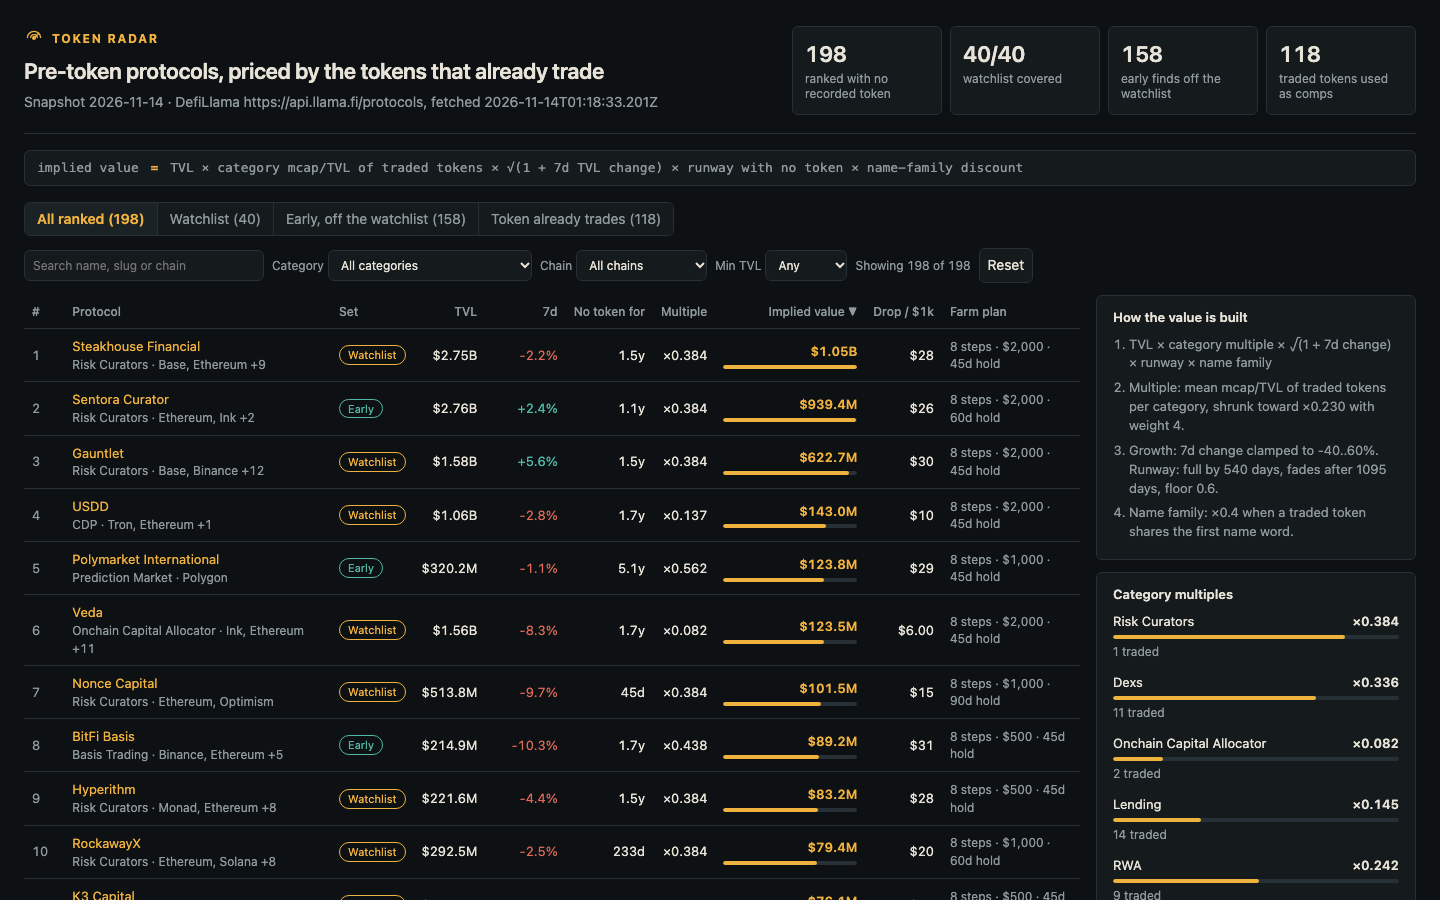 TOKEN RADAR
Pre-token protocols, priced by the tokens that already trade
Snapshot 2026-11-14 · DefiLlama https://api.llama.fi/protocols, fetched 2026-11-14T01:18:33.201Z
198
ranked with no
recorded token
40/40
watchlist covered
158
early finds off the
watchlist
118
traded tokens used
as comps
implied value = TVL × category mcap/TVL of traded tokens × √(1 + 7d TVL change) × runway with no token × name-family discount
All ranked (198)
Watchlist (40)
Early, off the watchlist (158)
Token already trades (118)
Search name, slug or chain
Category
All categories
Chain
All chains
Min TVL
Any
Showing 198 of 198
Reset
# Protocol Set TVL 7d No token for Multiple Implied value ▼ Drop / $1k Farm plan
1 Steakhouse Financial Watchlist $2.75B -2.2% 1.5y ×0.384 $1.05B $28 8 steps · $2,000 ·
Risk Curators · Base, Ethereum +9 45d hold
2 Sentora Curator Early $2.76B +2.4% 1.1y ×0.384 $939.4M $26 8 steps · $2,000 ·
Risk Curators · Ethereum, Ink +2 60d hold
3 Gauntlet Watchlist $1.58B +5.6% 1.5y ×0.384 $622.7M $30 8 steps · $2,000 ·
Risk Curators · Base, Binance +12 45d hold
4 USDD Watchlist $1.06B -2.8% 1.7y ×0.137 $143.0M $10 8 steps · $2,000 ·
CDP · Tron, Ethereum +1 45d hold
5 Polymarket International Early $320.2M -1.1% 5.1y ×0.562 $123.8M $29 8 steps · $1,000 ·
Prediction Market · Polygon 45d hold
6 Veda Watchlist $1.56B -8.3% 1.7y ×0.082 $123.5M $6.00 8 steps · $2,000 ·
Onchain Capital Allocator · Ink, Ethereum 45d hold
+11
7 Nonce Capital Watchlist $513.8M -9.7% 45d ×0.384 $101.5M $15 8 steps · $1,000 ·
Risk Curators · Ethereum, Optimism 90d hold
8 BitFi Basis Early $214.9M -10.3% 1.7y ×0.438 $89.2M $31 8 steps · $500 · 45d
Basis Trading · Binance, Ethereum +5 hold
9 Hyperithm Watchlist $221.6M -4.4% 1.5y ×0.384 $83.2M $28 8 steps · $500 · 45d
Risk Curators · Monad, Ethereum +8 hold
10 RockawayX Watchlist $292.5M -2.5% 233d ×0.384 $79.4M $20 8 steps · $1,000 ·
Risk Curators · Ethereum, Solana +8 60d hold
K3 Capital 8 steps · $500 · 45d
How the value is built
1. TVL × category multiple × √(1 + 7d change)
× runway × name family
2. Multiple: mean mcap/TVL of traded tokens
per category, shrunk toward ×0.230 with
weight 4.
3. Growth: 7d change clamped to -40..60%.
Runway: full by 540 days, fades after 1095
days, floor 0.6.
4. Name family: ×0.4 when a traded token
shares the first name word.
Category multiples
Risk Curators ×0.384
1 traded
Dexs ×0.336
11 traded
Onchain Capital Allocator ×0.082
2 traded
Lending ×0.145
14 traded
RWA ×0.242
9 traded